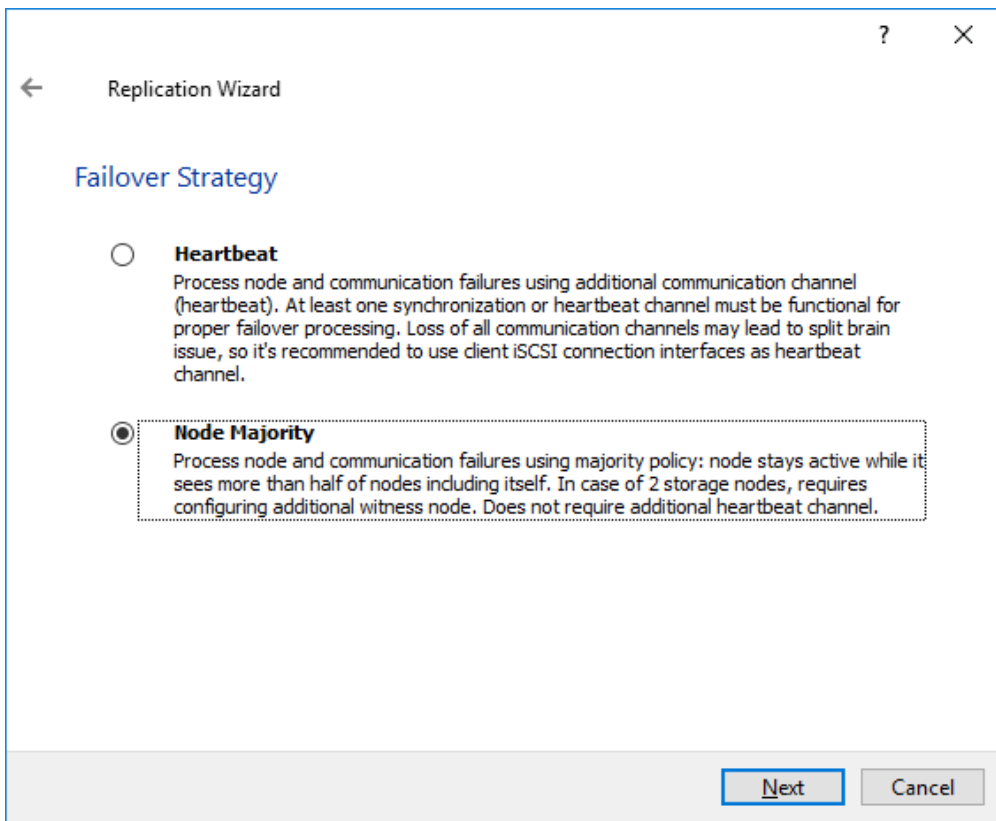 ?
Replication Wizard
Failover Strategy
Heartbeat
Process node and communication failures using additional communication channel
(heartbeat). At least one synchronization or heartbeat channel must be functional for
proper failover processing. Loss of all communication channels may lead to split brain
issue, so it's recommended to use client iSCSI connection interfaces as heartbeat
channel.
Node Majority
Process node and communication failures using majority policy: node stays active while it
sees more than half of nodes including itself. In case of 2 storage nodes, requires
configuring additional witness node. Does not require additional heartbeat channel.
Next Cancel